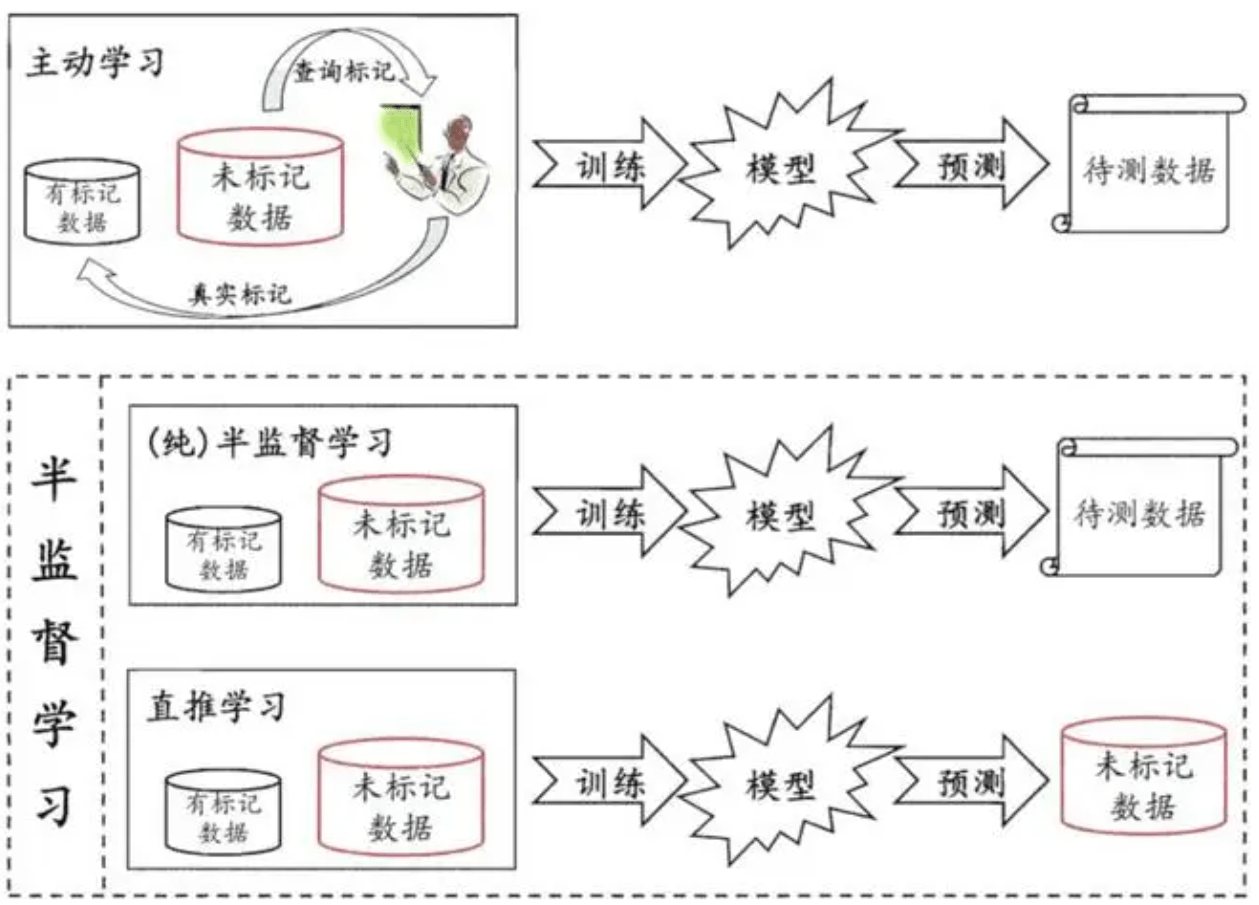 主动学习
查询标记
有标记
数据
未标记
数据
真实标记
训练
模型
预测
待测数据
半监督学习
(纯)半监督学习
有标记
数据
未标记
数据
训练
模型
预测
待测数据
直推学习
有标记
数据
未标记
数据
训练
模型
预测
未标记
数据